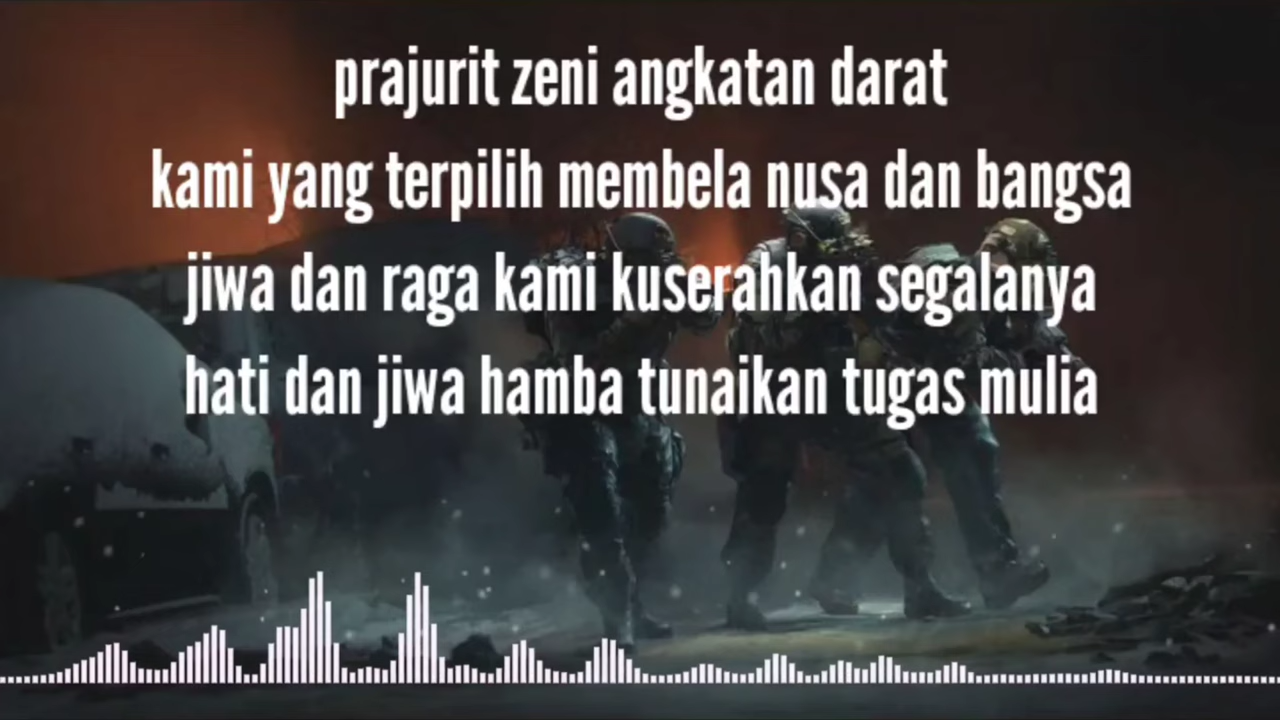 prajurit zeni angkatan darat
kami yang terpilih membela nusa dan bangsa
jiwa dan raga kami kuserahkan segalanya
hati dan jiwa hamba tunaikan tugas mulia